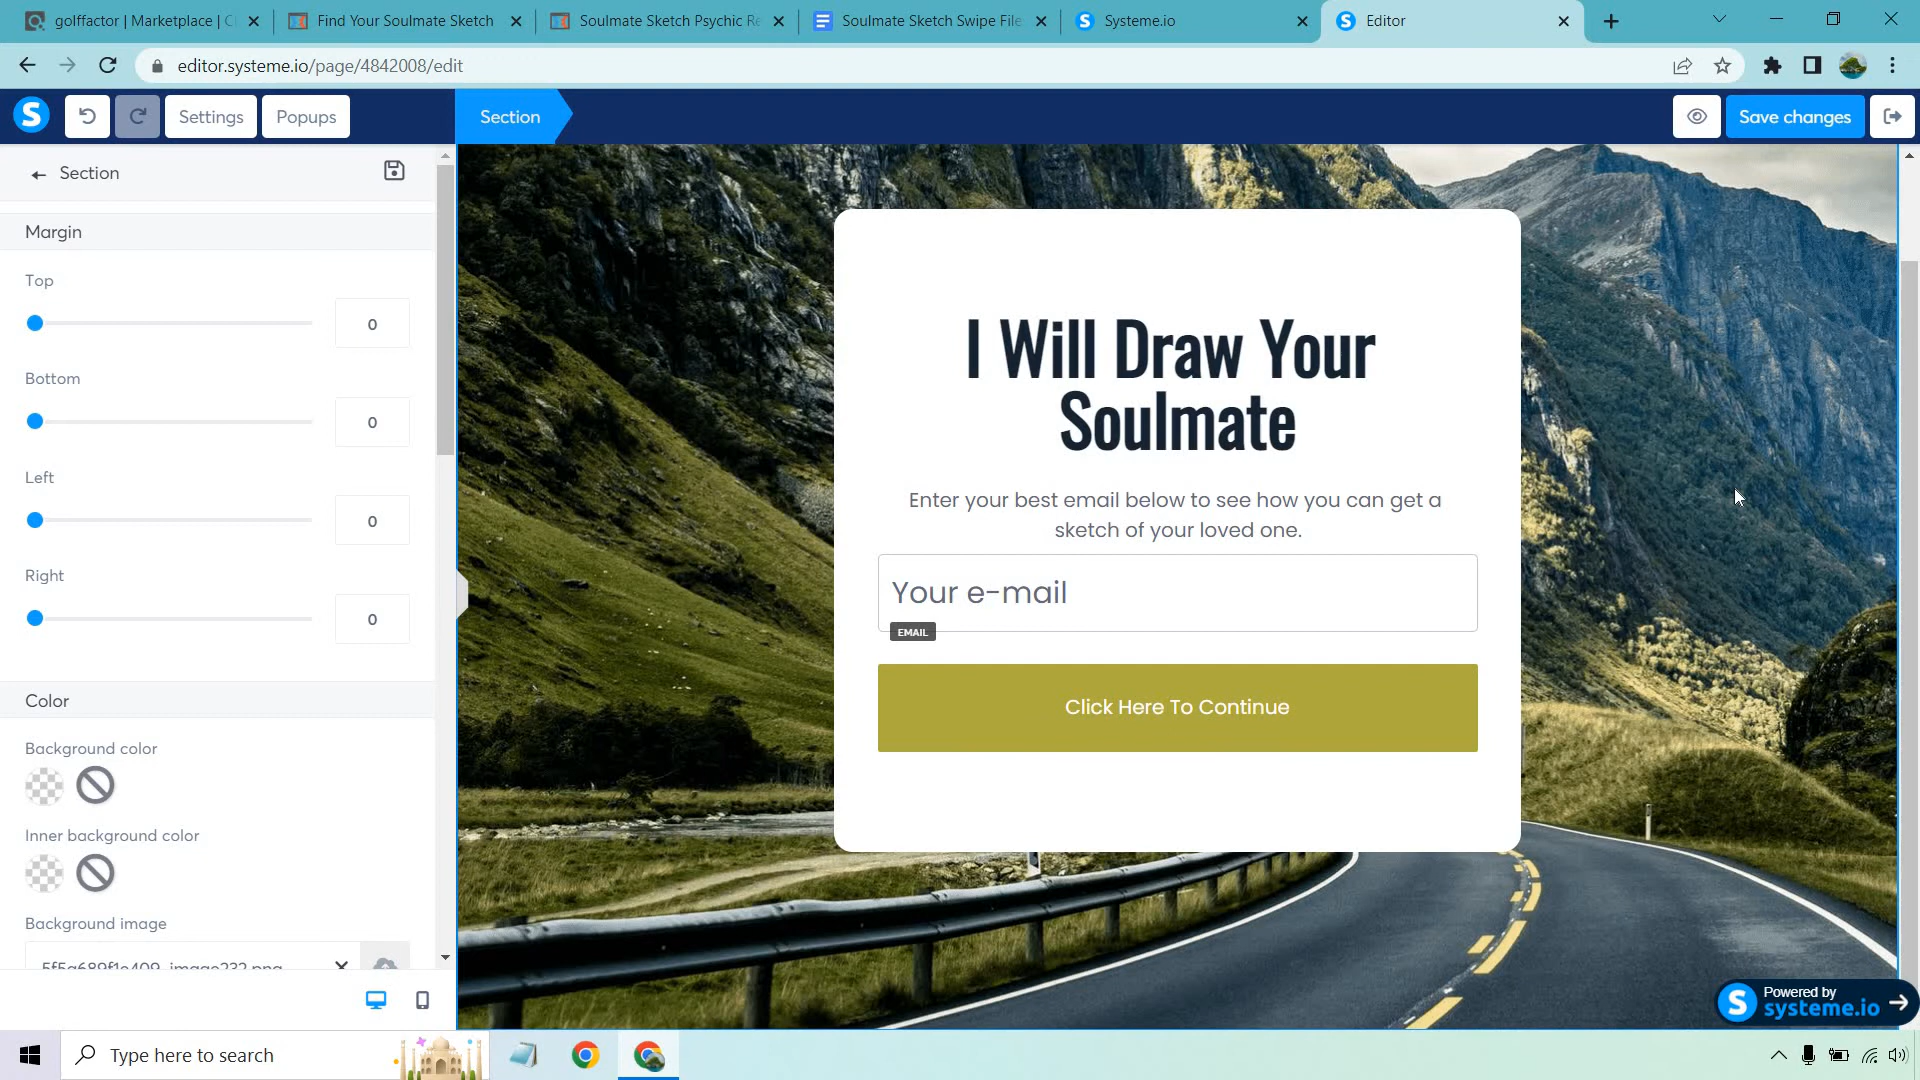 golffactor | Marketplace | C
Find Your Soulmate Sketch
Soulmate Sketch Psychic Re
Soulmate Sketch Swipe File
Systeme.io
Editor
editor.systeme.io/page/4842008/edit
Settings
Popups
Section
Save changes
Section
Margin
Top
0
Bottom
0
Left
0
Right
0
Color
Background color
Inner background color
Background image
5f5a689f1e409_image232.png
I Will Draw Your
Soulmate
Enter your best email below to see how you can get a
sketch of your loved one.
Your e-mail
EMAIL
Click Here To Continue
Powered by
systeme.io
Type here to search